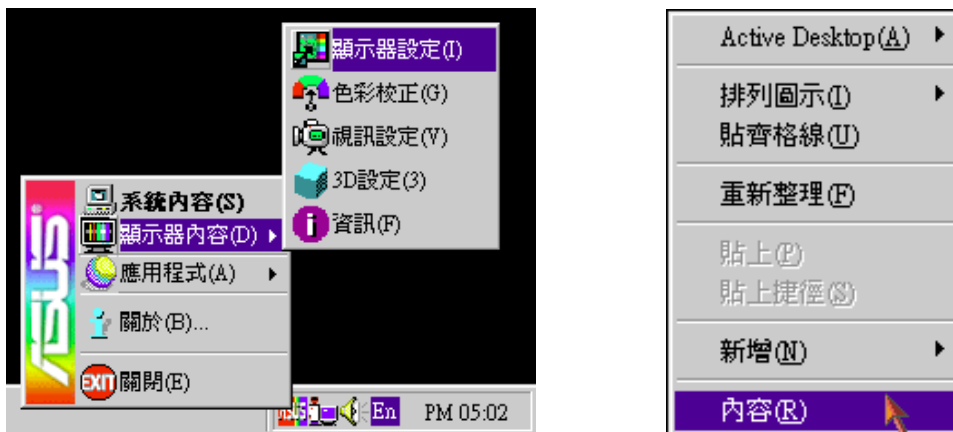 顯示器設定(I)
色彩校正(G)
視訊設定(V)
3D設定(3)
資訊(F)
ASUS
系統內容(S)
顯示器內容(D)
應用程式(A)
關於(B)...
關閉(E)
EXIT
En
PM 05:02
Active Desktop(A)
排列圖示(I)
貼齊格線(U)
重新整理(F)
貼上(P)
貼上捷徑(S)
新增(N)
內容(R)